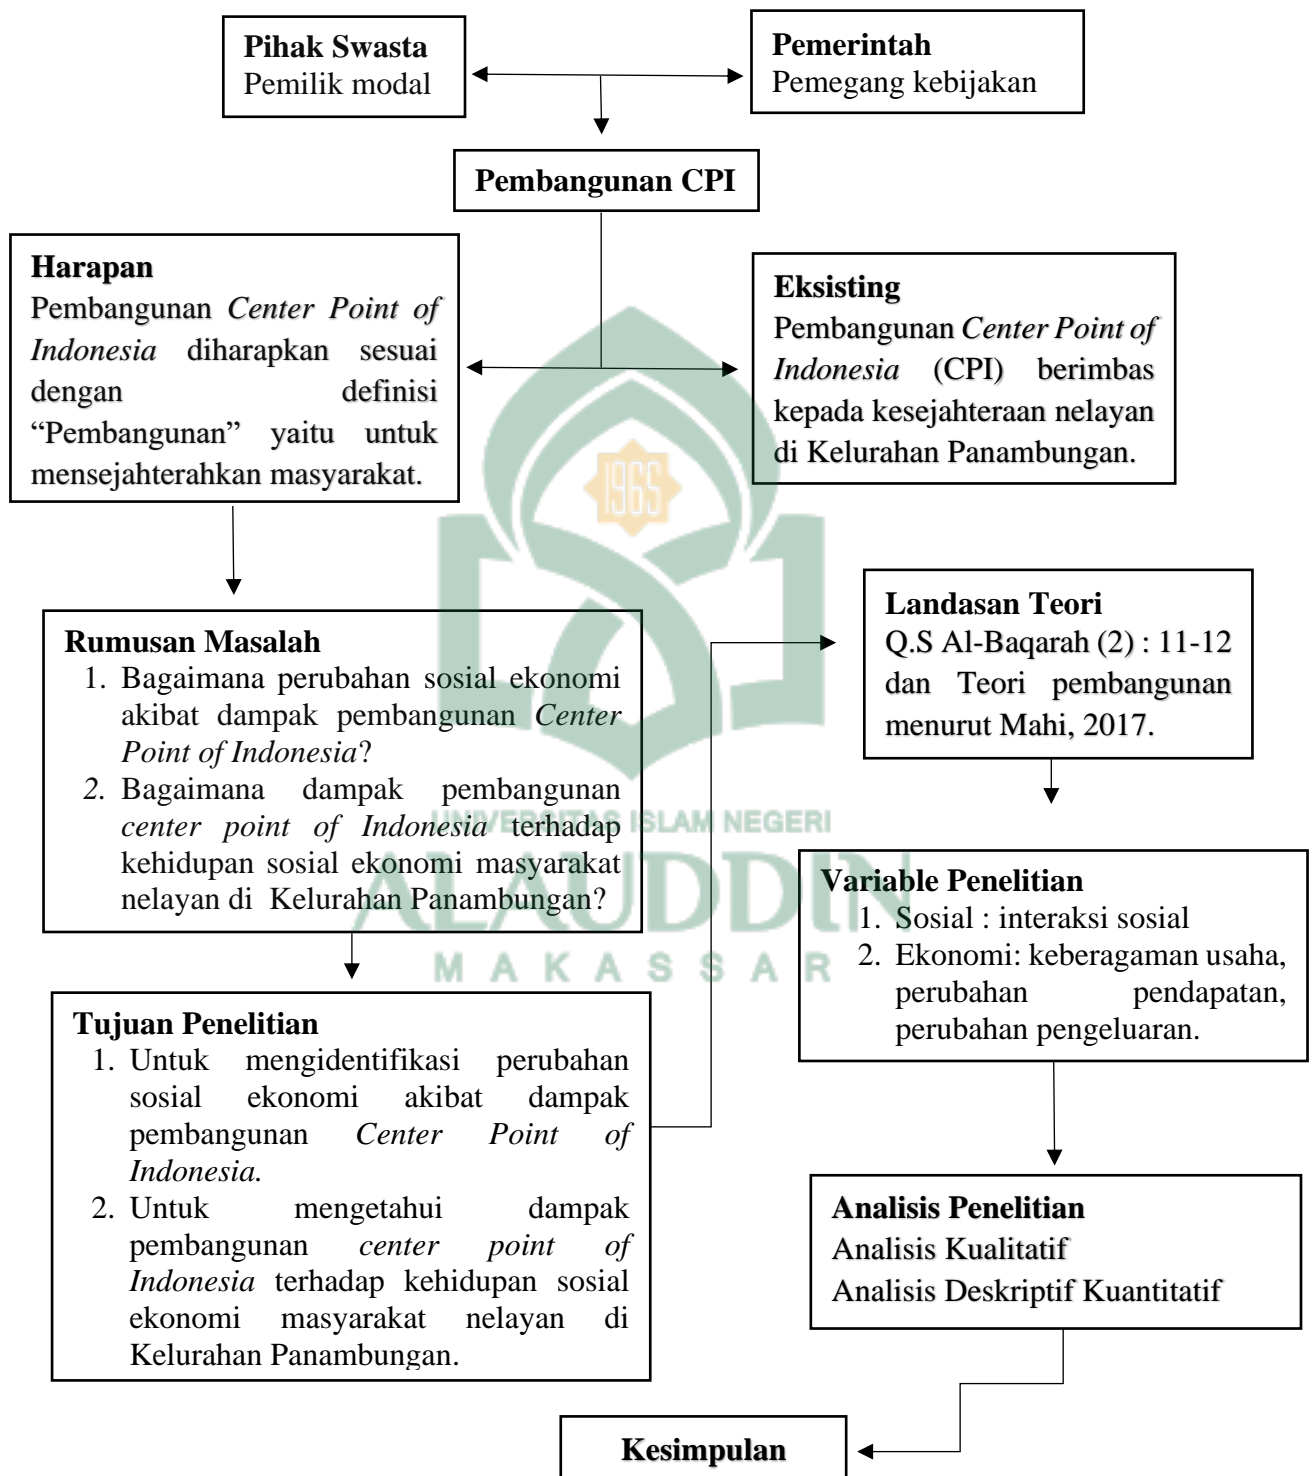 Pihak Swasta
Pemilik modal
Pemerintah
Pemegang kebijakan
Pembangunan CPI
Harapan
Pembangunan Center Point of
Indonesia diharapkan sesuai
dengan definisi
“Pembangunan” yaitu untuk
mensejahterahkan masyarakat.
Eksisting
Pembangunan Center Point of
Indonesia (CPI) berimbas
kepada kesejahteraan nelayan
di Kelurahan Panambungan.
1965
Rumusan Masalah
1. Bagaimana perubahan sosial ekonomi
akibat dampak pembangunan Center
Point of Indonesia?
2. Bagaimana dampak pembangunan
center point of Indonesia terhadap
kehidupan sosial ekonomi masyarakat
nelayan di Kelurahan Panambungan?
Tujuan Penelitian
1. Untuk mengidentifikasi perubahan
sosial ekonomi akibat dampak
pembangunan Center Point of
Indonesia.
2. Untuk mengetahui dampak
pembangunan center point of
Indonesia terhadap kehidupan sosial
ekonomi masyarakat nelayan di
Kelurahan Panambungan.
Landasan Teori
Q.S Al-Baqarah (2) : 11-12
dan Teori pembangunan
menurut Mahi, 2017.
Variable Penelitian
1. Sosial : interaksi sosial
2. Ekonomi: keberagaman usaha,
perubahan pendapatan,
perubahan pengeluaran.
Analisis Penelitian
Analisis Kualitatif
Analisis Deskriptif Kuantitatif
Kesimpulan
UNIVERSITAS ISLAM NEGERI
ALAUDDIN
MAKASSAR